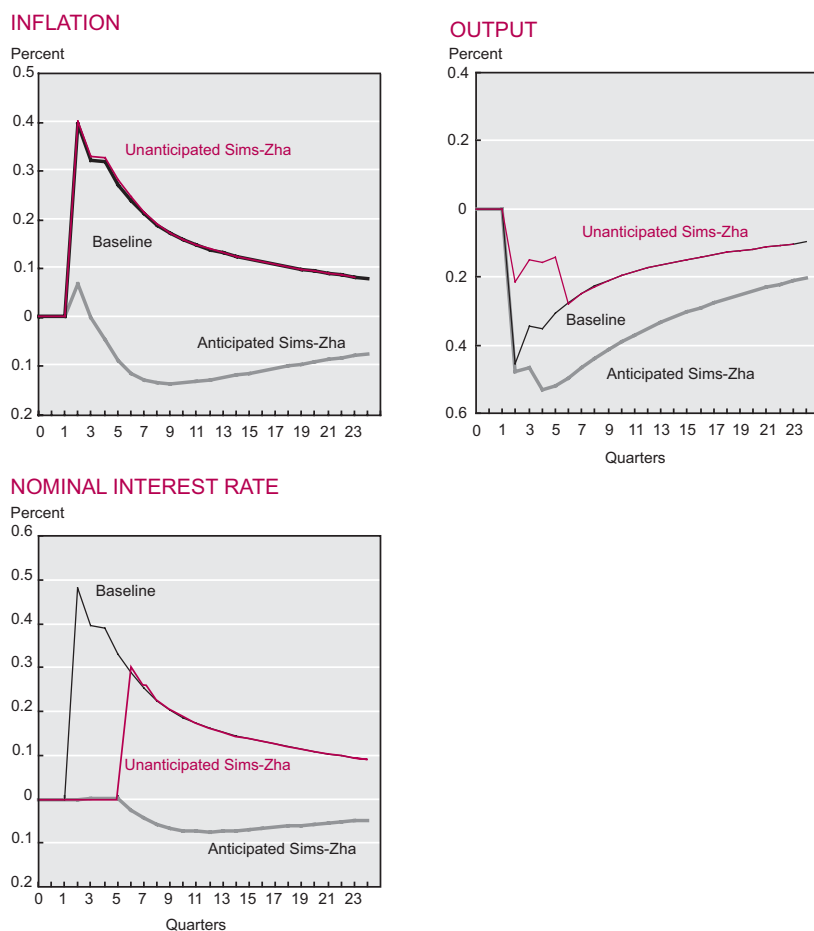 INFLATION
Percent
0.5
0.4
0.3
0.2
0.1
0
0.1
0.2
Unanticipated Sims-Zha
Baseline
Anticipated Sims-Zha
0 1 3 5 7 9 11 13 15 17 19 21 23
OUTPUT
Percent
0.4
0.2
0
0.2
0.4
0.6
Unanticipated Sims-Zha
Baseline
Anticipated Sims-Zha
0 1 3 5 7 9 11 13 15 17 19 21 23
Quarters
NOMINAL INTEREST RATE
Percent
0.6
0.5
0.4
0.3
0.2
0.1
0
0.1
0.2
Baseline
Unanticipated Sims-Zha
Anticipated Sims-Zha
0 1 3 5 7 9 11 13 15 17 19 21 23
Quarters